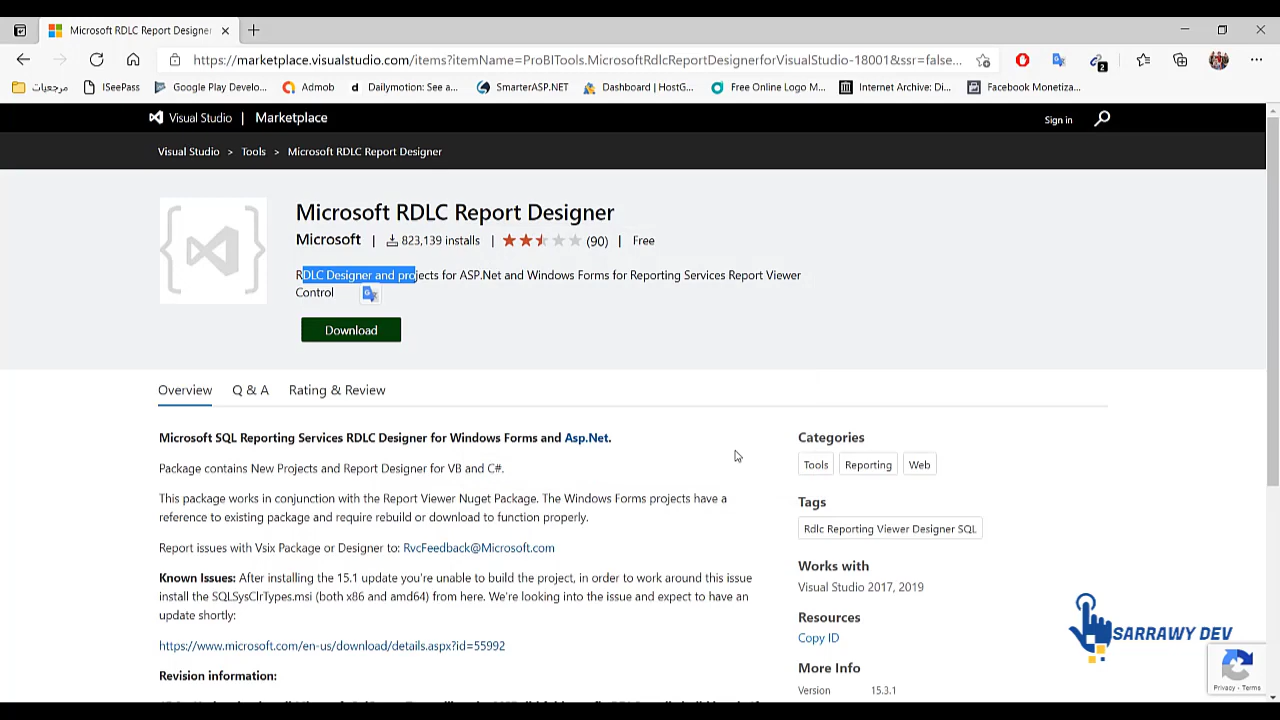 Microsoft RDLC Report Designer
https://marketplace.visualstudio.com/items?itemName=ProBITools.MicrosoftRdlcReportDesignerforVisualStudio-18001&ssr=false...
2
مرجعيات
ISeePass
Google Play Develo...
Admob
Dailymotion: See a...
SmarterASP.NET
Dashboard | HostG...
Free Online Logo M...
Internet Archive: Di...
Facebook Monetiza...
Visual Studio | Marketplace
Sign in
Visual Studio > Tools > Microsoft RDLC Report Designer
Microsoft RDLC Report Designer
Microsoft | 823,139 installs | (90) | Free
RDLC Designer and projects for ASP.Net and Windows Forms for Reporting Services Report Viewer
Control
Download
Overview Q & A Rating & Review
Microsoft SQL Reporting Services RDLC Designer for Windows Forms and Asp.Net.
Package contains New Projects and Report Designer for VB and C#.
This package works in conjunction with the Report Viewer Nuget Package. The Windows Forms projects have a
reference to existing package and require rebuild or download to function properly.
Report issues with Vsix Package or Designer to: RvcFeedback@Microsoft.com
Known Issues: After installing the 15.1 update you're unable to build the project, in order to work around this issue
install the SQLSysClrTypes.msi (both x86 and amd64) from here. We're looking into the issue and expect to have an
update shortly:
https://www.microsoft.com/en-us/download/details.aspx?id=55992
Revision information:
Categories
Tools Reporting Web
Tags
Rdlc Reporting Viewer Designer SQL
Works with
Visual Studio 2017, 2019
Resources
Copy ID
More Info
Version 15.3.1
SARRAWY DEV
Privacy - Terms